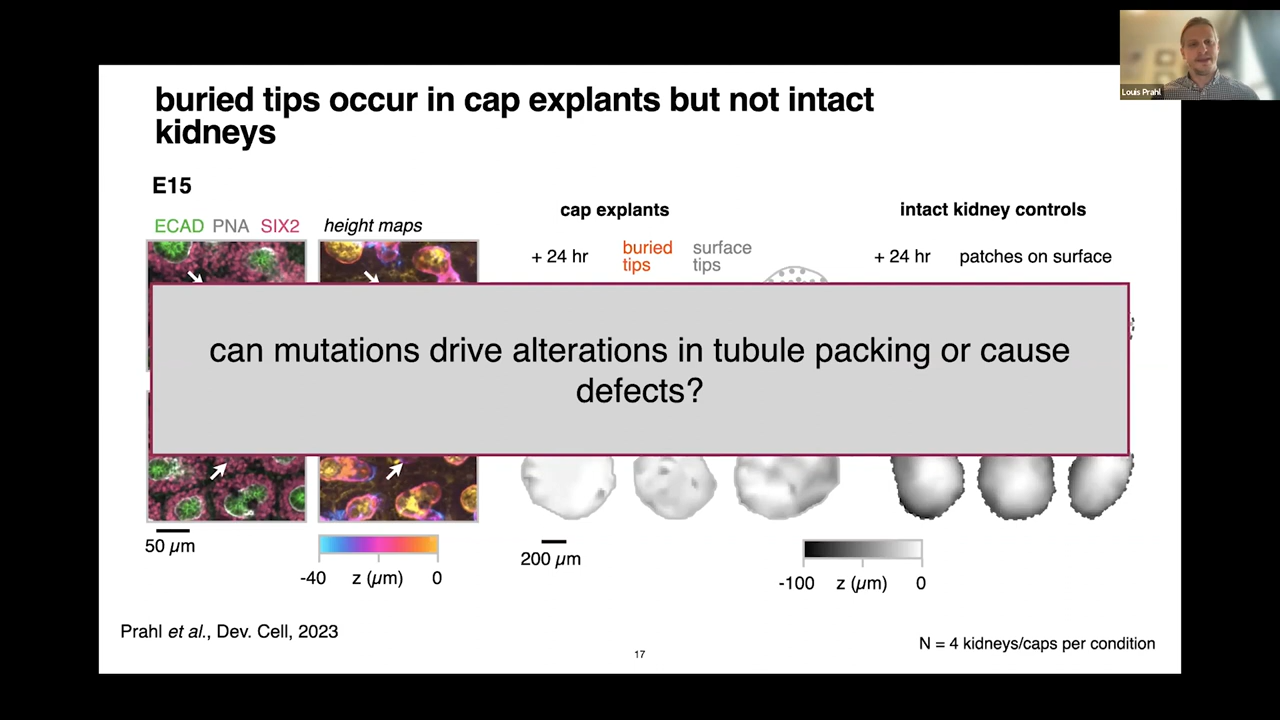 Louis Prahl
buried tips occur in cap explants but not intact
kidneys
E15
ECAD PNA SIX2
height maps
cap explants
+ 24 hr
buried
tips
surface
tips
intact kidney controls
+ 24 hr
patches on surface
can mutations drive alterations in tubule packing or cause
defects?
50 µm
-40 z (µm) 0
200 µm
-100 z (µm) 0
Prahl et al., Dev. Cell, 2023
N = 4 kidneys/caps per condition
17